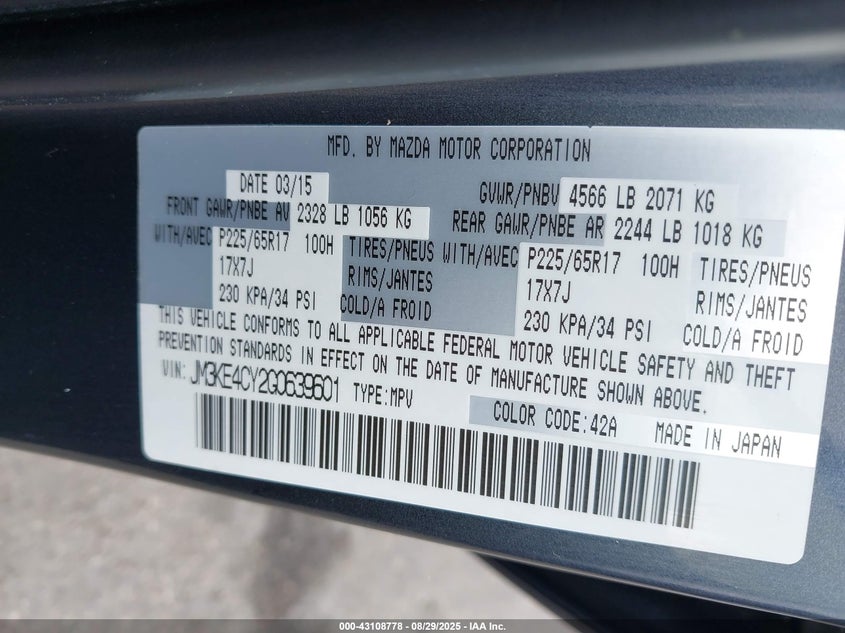 MFD. BY MAZDA MOTOR CORPORATION
DATE 03/15 GVWR/PNBV 4566 LB 2071 KG
FRONT GAWR/PNBE AV 2328 LB 1056 KG REAR GAWR/PNBE AR 2244 LB 1018 KG
WITH/AVEC P225/65R17 100H TIRES/PNEUS WITH/AVEC P225/65R17 100H TIRES/PNEUS
17X7J RIMS/JANTES 17X7J RIMS/JANTES
230 KPA/34 PSI COLD/A FROID 230 KPA/34 PSI COLD/A FROID
THIS VEHICLE CONFORMS TO ALL APPLICABLE FEDERAL MOTOR VEHICLE SAFETY AND THEFT
PREVENTION STANDARDS IN EFFECT ON THE DATE OF MANUFACTURE SHOWN ABOVE.
VIN: JM3KE4CY2G0639601 TYPE:MPV
COLOR CODE:42A MADE IN JAPAN
000-43108778 - 08/29/2025 - IAA Inc.